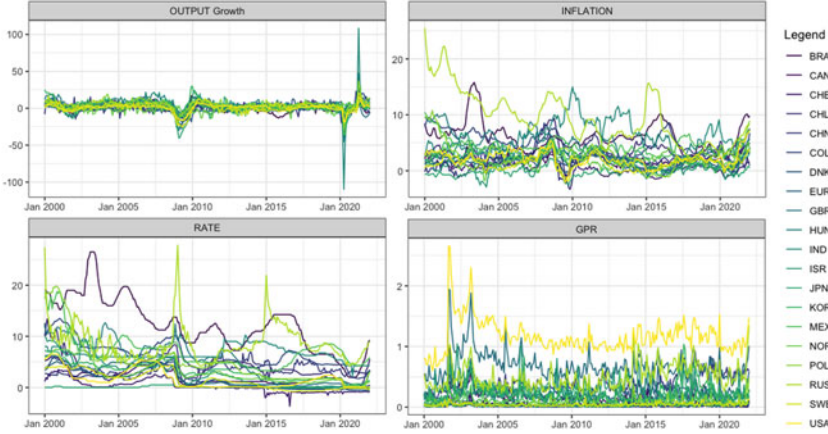 OUTPUT Growth
100
50
0
-50
-100
Jan 2000
Jan 2005
Jan 2010
Jan 2015
Jan 2020
INFLATION
20
10
0
Jan 2000
Jan 2005
Jan 2010
Jan 2015
Jan 2020
RATE
20
10
0
Jan 2000
Jan 2005
Jan 2010
Jan 2015
Jan 2020
GPR
2
1
0
Jan 2000
Jan 2005
Jan 2010
Jan 2015
Jan 2020
Legend
BRA
CAN
CHE
CHL
CHN
COL
DNK
EUR
GBR
HUN
IND
ISR
JPN
KOR
MEX
NOR
POL
RUS
SWE
USA